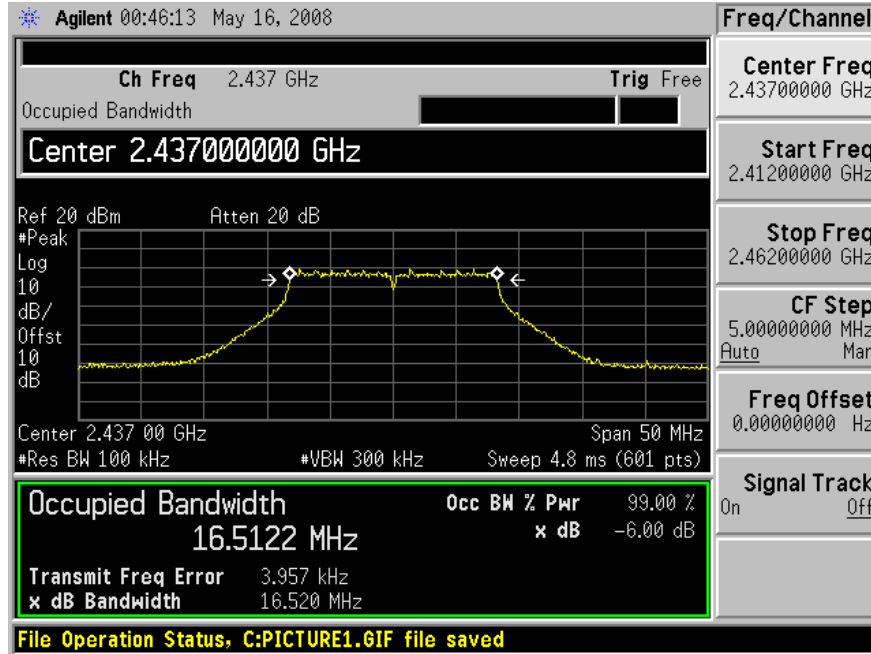 Agilent 00:46:13 May 16, 2008
Freq/Channel
Ch Freq 2.437 GHz Trig Free
Occupied Bandwidth
Center 2.437000000 GHz
Ref 20 dBm Atten 20 dB
#Peak
Log
10
dB/
Offst
10
dB
Center 2.437 00 GHz Span 50 MHz
#Res BW 100 kHz #VBW 300 kHz Sweep 4.8 ms (601 pts)
Occupied Bandwidth Occ BW % Pwr 99.00 %
16.5122 MHz x dB -6.00 dB
Transmit Freq Error 3.957 kHz
x dB Bandwidth 16.520 MHz
File Operation Status, C:PICTURE1.GIF file saved
Center Freq
2.43700000 GHz
Start Freq
2.41200000 GHz
Stop Freq
2.46200000 GHz
CF Step
5.00000000 MHz
Auto Man
Freq Offset
0.00000000 Hz
Signal Track
On Off